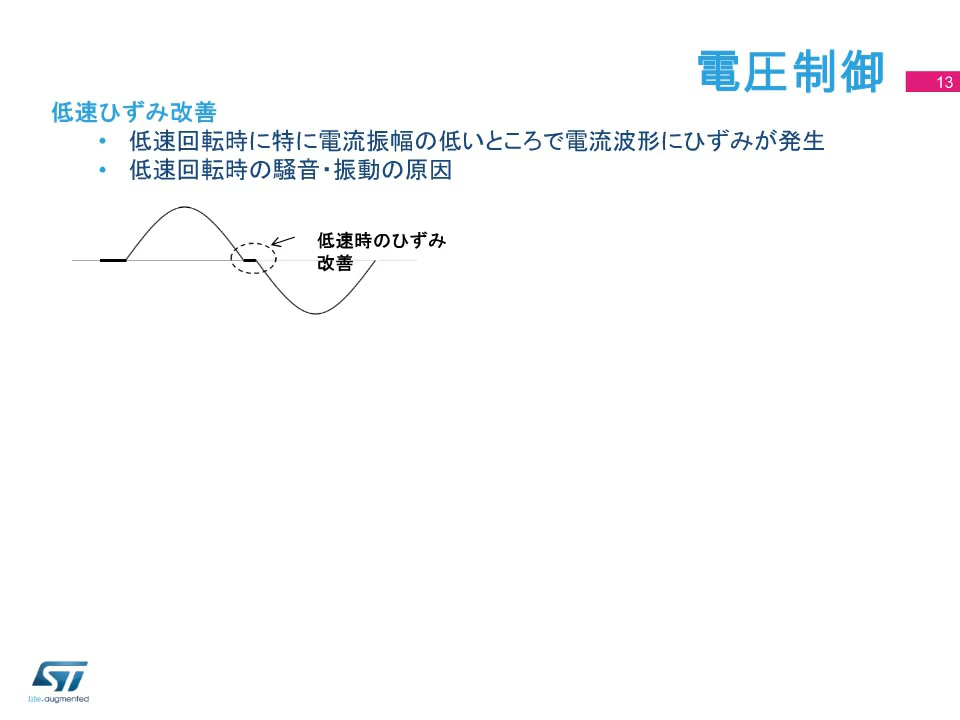 電圧制御
13
低速ひずみ改善
• 低速回転時に特に電流振幅の低いところで電流波形にひずみが発生
• 低速回転時の騒音・振動の原因
低速時のひずみ
改善
ST
life.augmented